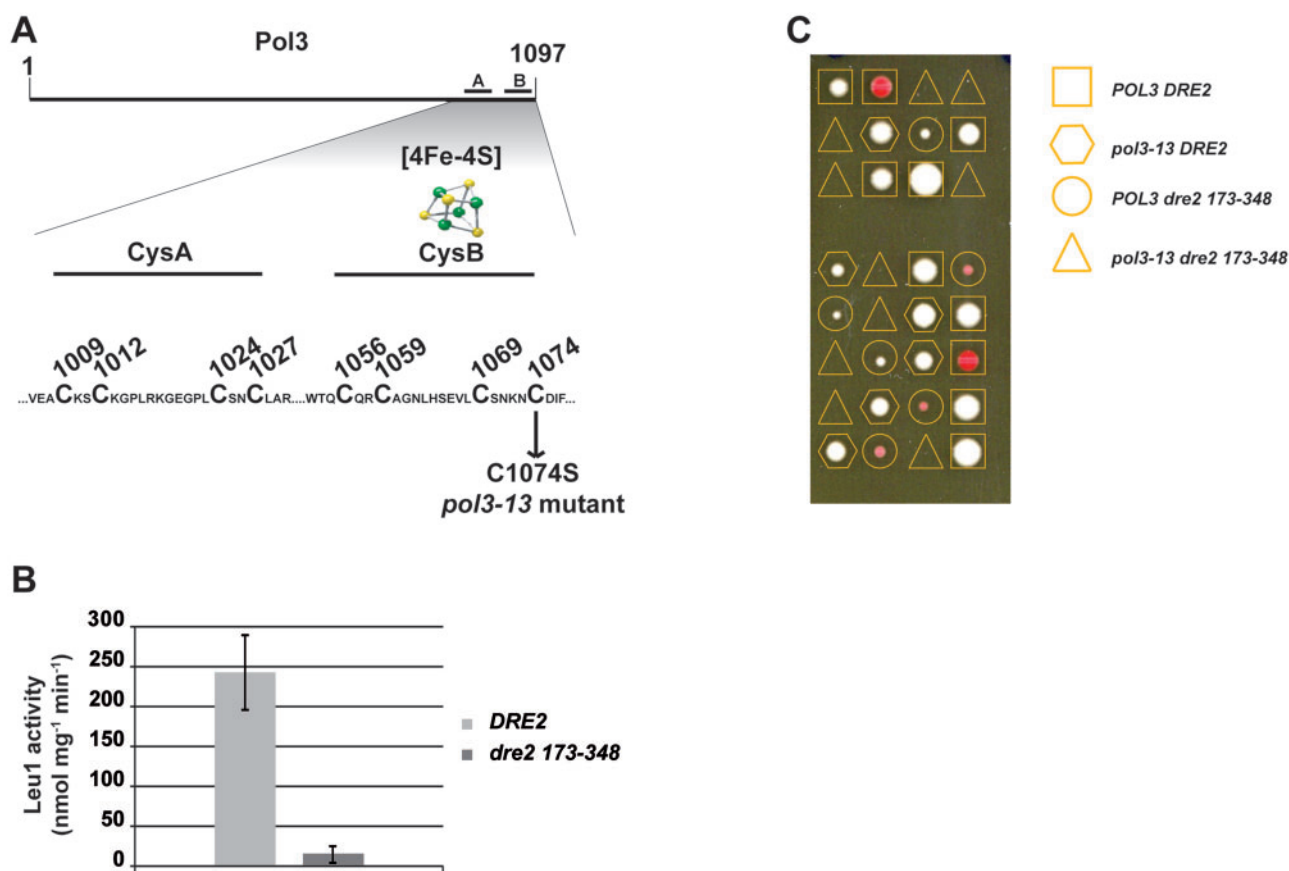 A
Pol3
1
1097
A
B
[4Fe-4S]
CysA
CysB
1009
1012
1024
1027
1056
1059
1069
1074
...VEACKSCKGPLRKGEGPLCSNCLAR....WTQCQRCAGNLHSEVLCSNKNCDIF...
C1074S
pol3-13 mutant
B
300
250
200
150
100
50
0
Leu1 activity
(nmol mg⁻¹ min⁻¹)
DRE2
dre2 173-348
C
POL3 DRE2
pol3-13 DRE2
POL3 dre2 173-348
pol3-13 dre2 173-348